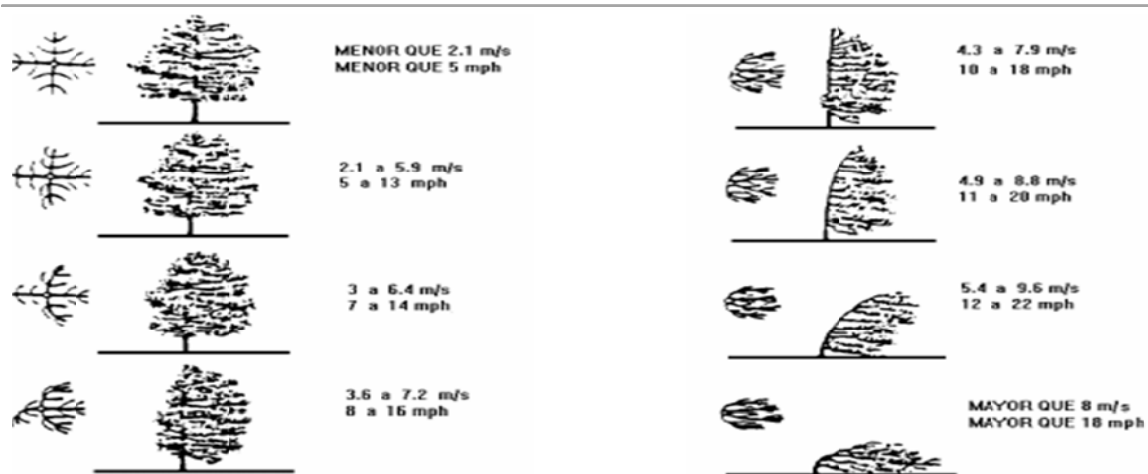 MENOR QUE 2.1 m/s
MENOR QUE 5 mph
2.1 a 5.9 m/s
5 a 13 mph
3 a 6.4 m/s
7 a 14 mph
3.6 a 7.2 m/s
8 a 16 mph
4.3 a 7.9 m/s
10 a 18 mph
4.9 a 8.8 m/s
11 a 20 mph
5.4 a 9.6 m/s
12 a 22 mph
MAYOR QUE 8 m/s
MAYOR QUE 18 mph